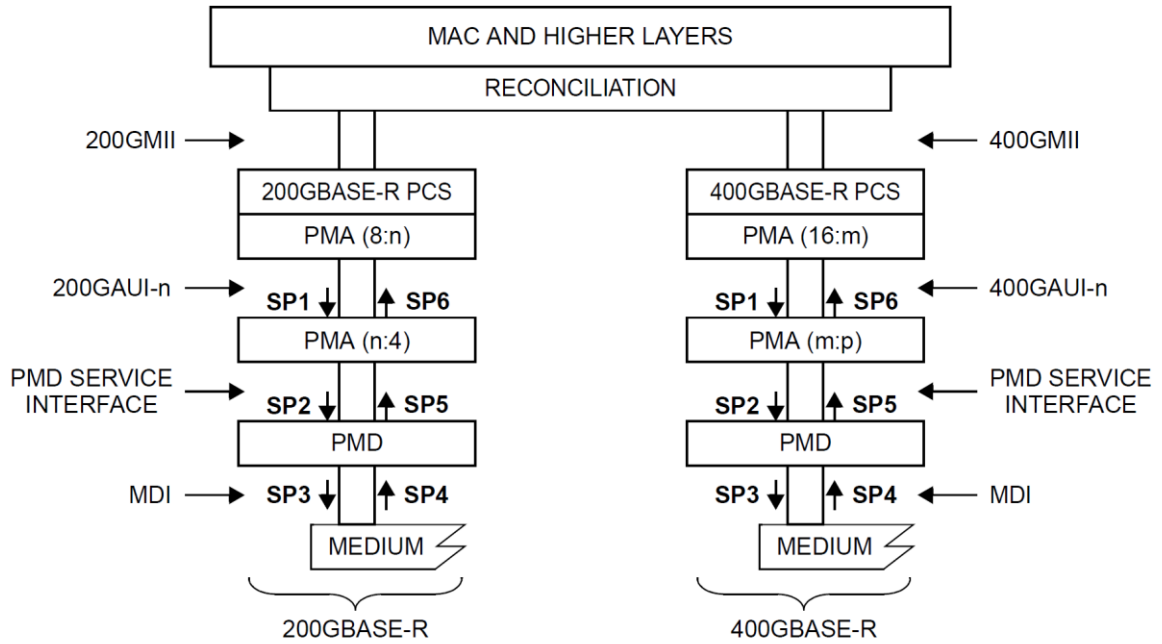 MAC AND HIGHER LAYERS
RECONCILIATION
200GMII
400GMII
200GBASE-R PCS
400GBASE-R PCS
PMA (8:n)
PMA (16:m)
200GAUI-n
SP1
SP6
SP1
SP6
400GAUI-n
PMA (n:4)
PMA (m:p)
PMD SERVICE
INTERFACE
SP2
SP5
SP2
SP5
PMD SERVICE
INTERFACE
PMD
PMD
MDI
SP3
SP4
SP3
SP4
MDI
MEDIUM
MEDIUM
200GBASE-R
400GBASE-R